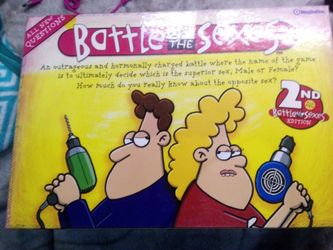 ALL NEW
QUESTIONS
Battle OF THE Sexes
An outrageous and hormonally charged battle where the name of the game
is to ultimately decide which is the superior sex, Male or Female?
How much do you really know about the opposite sex?
2ND
Battle of the Sexes
EDITION